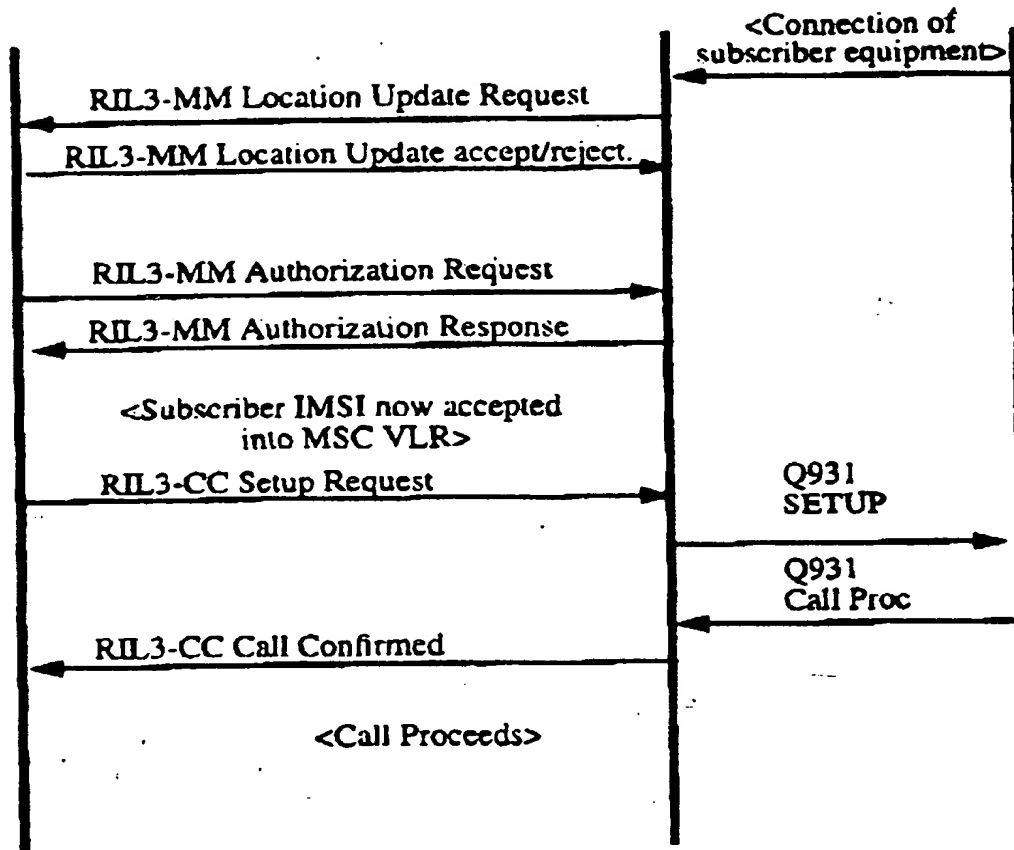 <Connection of
subscriber equipment>
RIL3-MM Location Update Request
RIL3-MM Location Update accept/reject.
RIL3-MM Authorization Request
RIL3-MM Authorization Response
<Subscriber IMSI now accepted
into MSC VLR>
RIL3-CC Setup Request
Q931
SETUP
Q931
Call Proc
RIL3-CC Call Confirmed
<Call Proceeds>